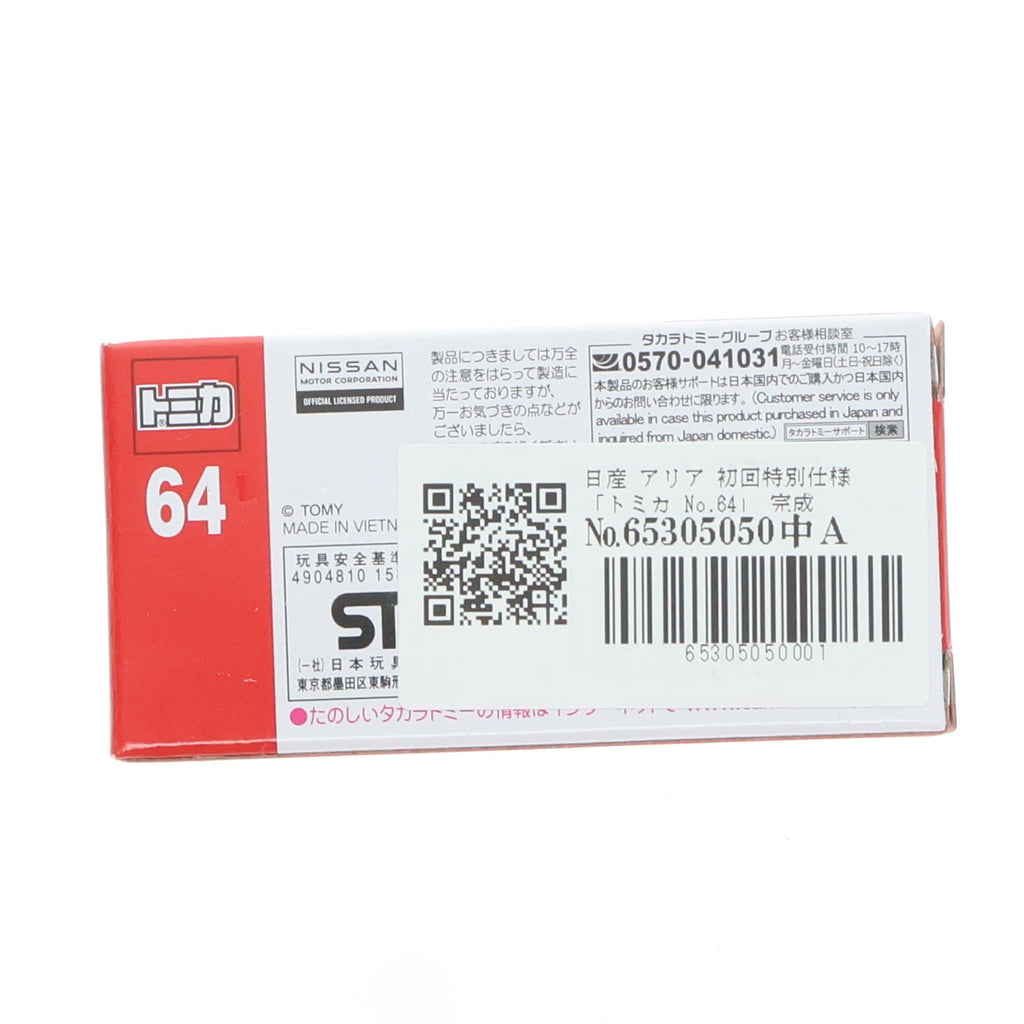 トミカ
®
64
NISSAN
MOTOR CORPORATION
OFFICIAL LICENSED PRODUCT
© TOMY
MADE IN VIETN
製品につきましては万全
の注意をはらって製造に
当たっておりますが、
万一お気づきの点などが
ございましたら、
タカラトミーグループ お客様相談室
0570-041031
電話受付時間 10〜17時
月〜金曜日(土日・祝日除く)
本製品のお客様サポートは日本国内でのご購入かつ日本国内
からのお問い合わせに限ります。(Customer service is only
available in case this product purchased in Japan and
inquired from Japan domestic.)
タカラトミーサポート 検索
玩具安全基準
4904810 15
ST
(一社)日本玩具
東京都墨田区東駒形
●たのしいタカラトミーの情報はインターネットで
日産 アリア 初回特別仕様
「トミカ No.64」 完成
No.65305050中 A
65305050001